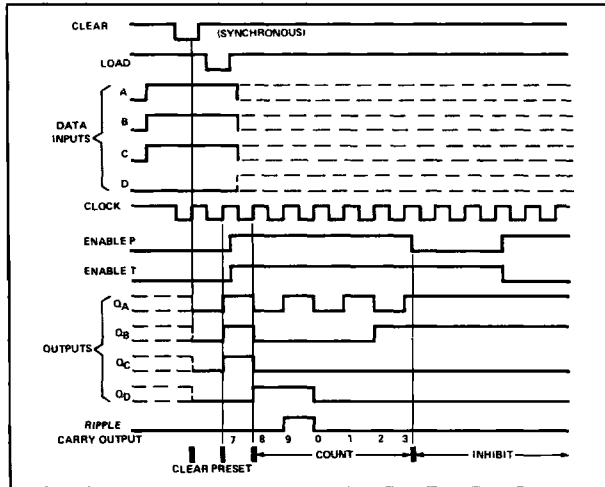 CLEAR
(SYNCHRONOUS)
LOAD
A
B
DATA
INPUTS
C
D
CLOCK
ENABLE P
ENABLE T
QA
QB
OUTPUTS
QC
QD
RIPPLE
CARRY OUTPUT
7 8 9 0 1 2 3
COUNT
INHIBIT
CLEAR PRESET